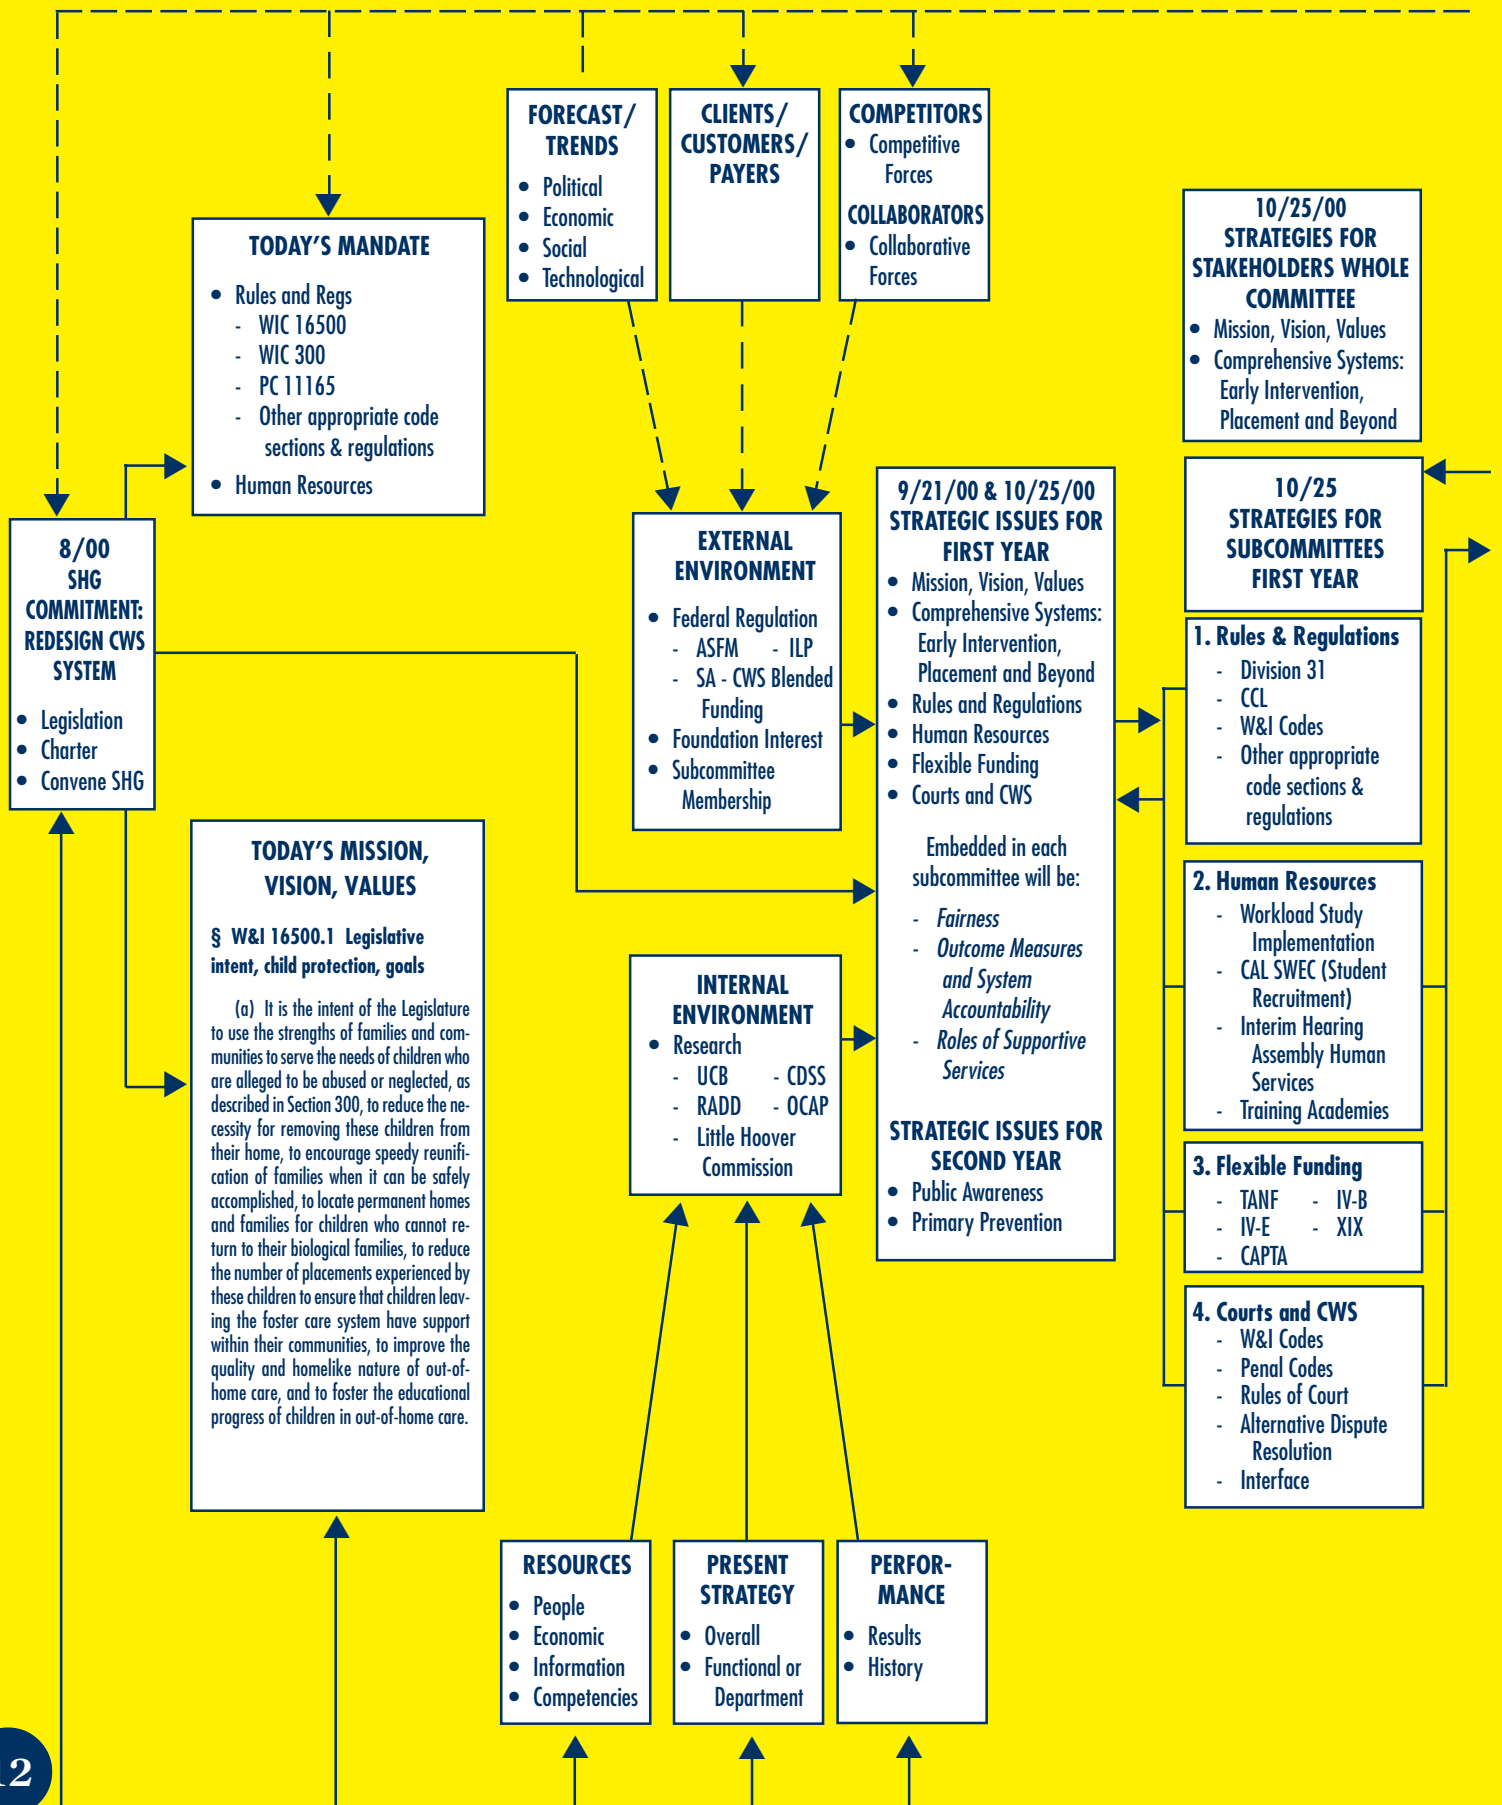 FORECAST/
TRENDS
• Political
• Economic
• Social
• Technological
CLIENTS/
CUSTOMERS/
PAYERS
COMPETITORS
• Competitive
Forces
COLLABORATORS
• Collaborative
Forces
TODAY'S MANDATE
• Rules and Regs
- WIC 16500
- WIC 300
- PC 11165
- Other appropriate code
sections & regulations
• Human Resources
10/25/00
STRATEGIES FOR
STAKEHOLDERS WHOLE
COMMITTEE
• Mission, Vision, Values
• Comprehensive Systems:
Early Intervention,
Placement and Beyond
8/00
SHG
COMMITMENT:
REDESIGN CWS
SYSTEM
• Legislation
• Charter
• Convene SHG
EXTERNAL
ENVIRONMENT
• Federal Regulation
- ASFM - ILP
- SA - CWS Blended
Funding
• Foundation Interest
• Subcommittee
Membership
9/21/00 & 10/25/00
STRATEGIC ISSUES FOR
FIRST YEAR
• Mission, Vision, Values
• Comprehensive Systems:
Early Intervention,
Placement and Beyond
• Rules and Regulations
• Human Resources
• Flexible Funding
• Courts and CWS
Embedded in each
subcommittee will be:
- Fairness
- Outcome Measures
and System
Accountability
- Roles of Supportive
Services
STRATEGIC ISSUES FOR
SECOND YEAR
• Public Awareness
• Primary Prevention
10/25
STRATEGIES FOR
SUBCOMMITTEES
FIRST YEAR
1. Rules & Regulations
- Division 31
- CCL
- W&I Codes
- Other appropriate
code sections &
regulations
2. Human Resources
- Workload Study
Implementation
- CAL SWEC (Student
Recruitment)
- Interim Hearing
Assembly Human
Services
- Training Academies
3. Flexible Funding
- TANF - IV-B
- IV-E - XIX
- CAPTA
4. Courts and CWS
- W&I Codes
- Penal Codes
- Rules of Court
- Alternative Dispute
Resolution
- Interface
TODAY'S MISSION,
VISION, VALUES
§ W&I 16500.1 Legislative
intent, child protection, goals
(a) It is the intent of the Legislature
to use the strengths of families and com-
munities to serve the needs of children who
are alleged to be abused or neglected, as
described in Section 300, to reduce the ne-
cessity for removing these children from
their home, to encourage speedy reunifi-
cation of families when it can be safely
accomplished, to locate permanent homes
and families for children who cannot re-
turn to their biological families, to reduce
the number of placements experienced by
these children to ensure that children leav-
ing the foster care system have support
within their communities, to improve the
quality and homelike nature of out-of-
home care, and to foster the educational
progress of children in out-of-home care.
INTERNAL
ENVIRONMENT
• Research
- UCB - CDSS
- RADD - OCAP
- Little Hoover
Commission
RESOURCES
• People
• Economic
• Information
• Competencies
PRESENT
STRATEGY
• Overall
• Functional or
Department
PERFOR-
MANCE
• Results
• History
12